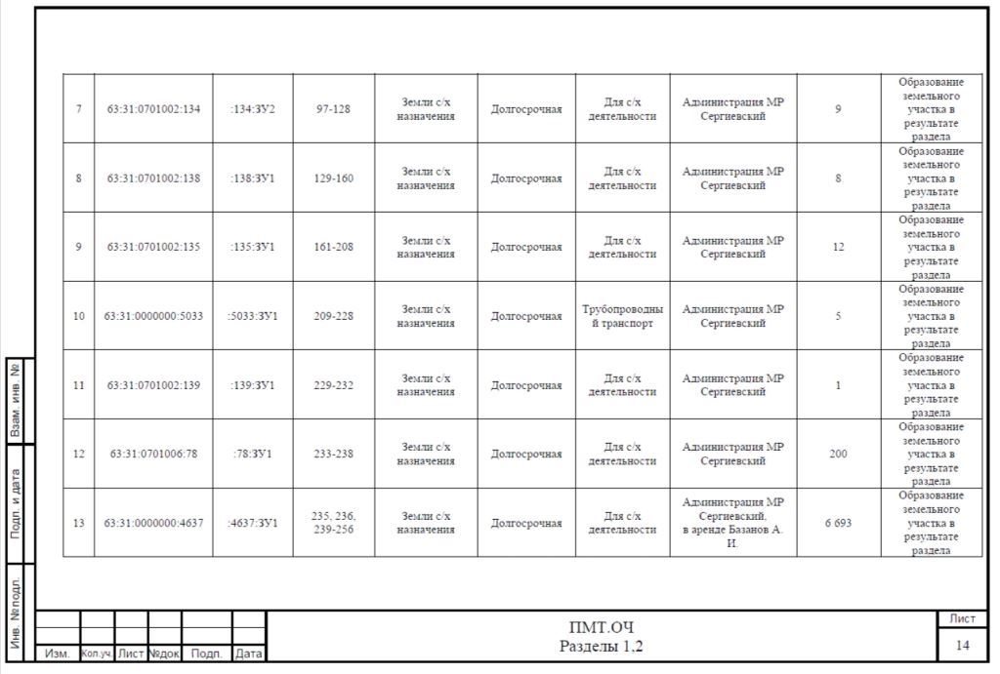 7 63:31:0701002:134 :134:ЗУ2 97-128 Земли с/х назначения Долгосрочная Для с/х деятельности Администрация МР Сергиевский 9 Образование земельного участка в результате раздела
8 63:31:0701002:138 :138:ЗУ1 129-160 Земли с/х назначения Долгосрочная Для с/х деятельности Администрация МР Сергиевский 8 Образование земельного участка в результате раздела
9 63:31:0701002:135 :135:ЗУ1 161-208 Земли с/х назначения Долгосрочная Для с/х деятельности Администрация МР Сергиевский 12 Образование земельного участка в результате раздела
10 63:31:0000000:5033 :5033:ЗУ1 209-228 Земли с/х назначения Долгосрочная Трубопроводны й транспорт Администрация МР Сергиевский 5 Образование земельного участка в результате раздела
11 63:31:0701002:139 :139:ЗУ1 229-232 Земли с/х назначения Долгосрочная Для с/х деятельности Администрация МР Сергиевский 1 Образование земельного участка в результате раздела
12 63:31:0701006:78 :78:ЗУ1 233-238 Земли с/х назначения Долгосрочная Для с/х деятельности Администрация МР Сергиевский 200 Образование земельного участка в результате раздела
13 63:31:0000000:4637 :4637:ЗУ1 235, 236, 239-256 Земли с/х назначения Долгосрочная Для с/х деятельности Администрация МР Сергиевский, в аренде Базанов А. И. 6 693 Образование земельного участка в результате раздела
Взам. инв. №
Подп. и дата
Инв. №подл.
Изм. Кол.уч. Лист №док Подп. Дата
ПМТ.ОЧ
Разделы 1,2
Лист
14